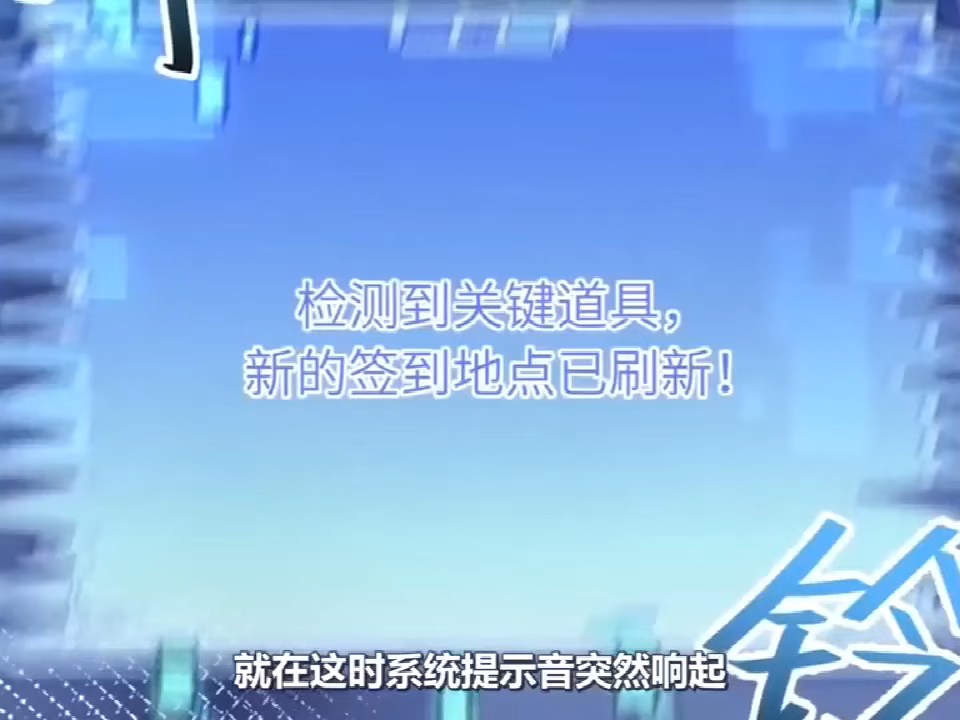 检测到关键道具，
新的签到地点已刷新！
铃
就在这时系统提示音突然响起